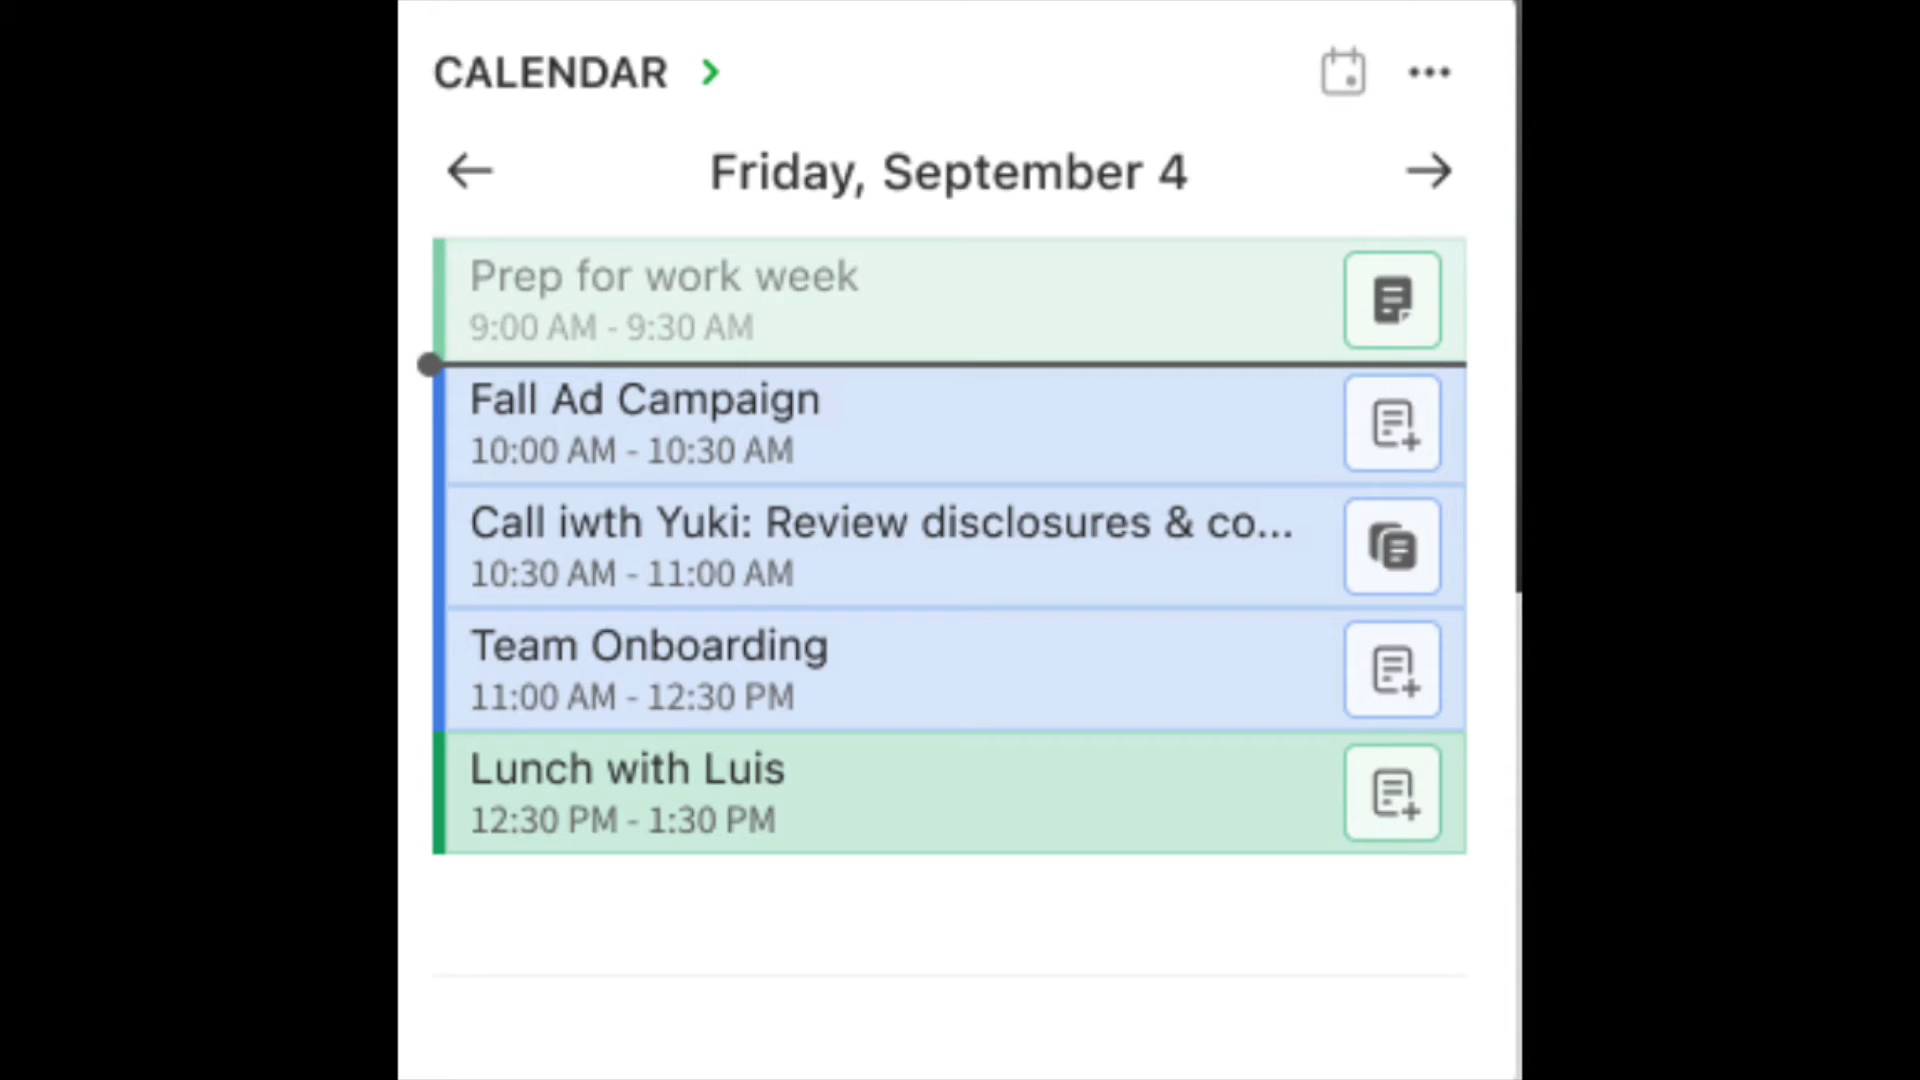 CALENDAR
Friday, September 4
Prep for work week
9:00 AM - 9:30 AM
Fall Ad Campaign
10:00 AM - 10:30 AM
Call iwth Yuki: Review disclosures & co...
10:30 AM - 11:00 AM
Team Onboarding
11:00 AM - 12:30 PM
Lunch with Luis
12:30 PM - 1:30 PM